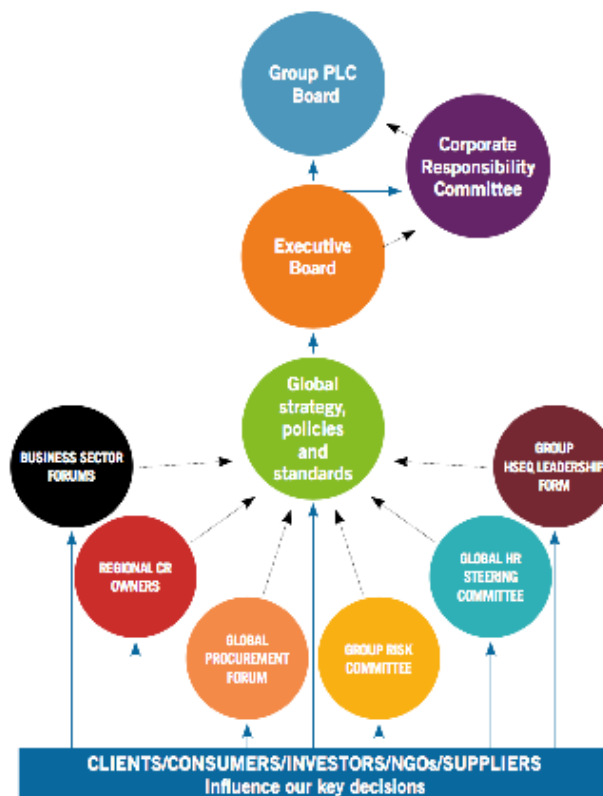 Group PLC
Board
Corporate
Responsibility
Committee
Executive
Board
Global
strategy,
policies
and
standards
BUSINESS SECTOR
FORUMS
GROUP
HSEQ LEADERSHIP
FORM
REGIONAL CR
OWNERS
GLOBAL HR
STEERING
COMMITTEE
GLOBAL
PROCUREMENT
FORUM
GROUP RISK
COMMITTEE
CLIENTS/CONSUMERS/INVESTORS/NGOs/SUPPLIERS
Influence our key decisions